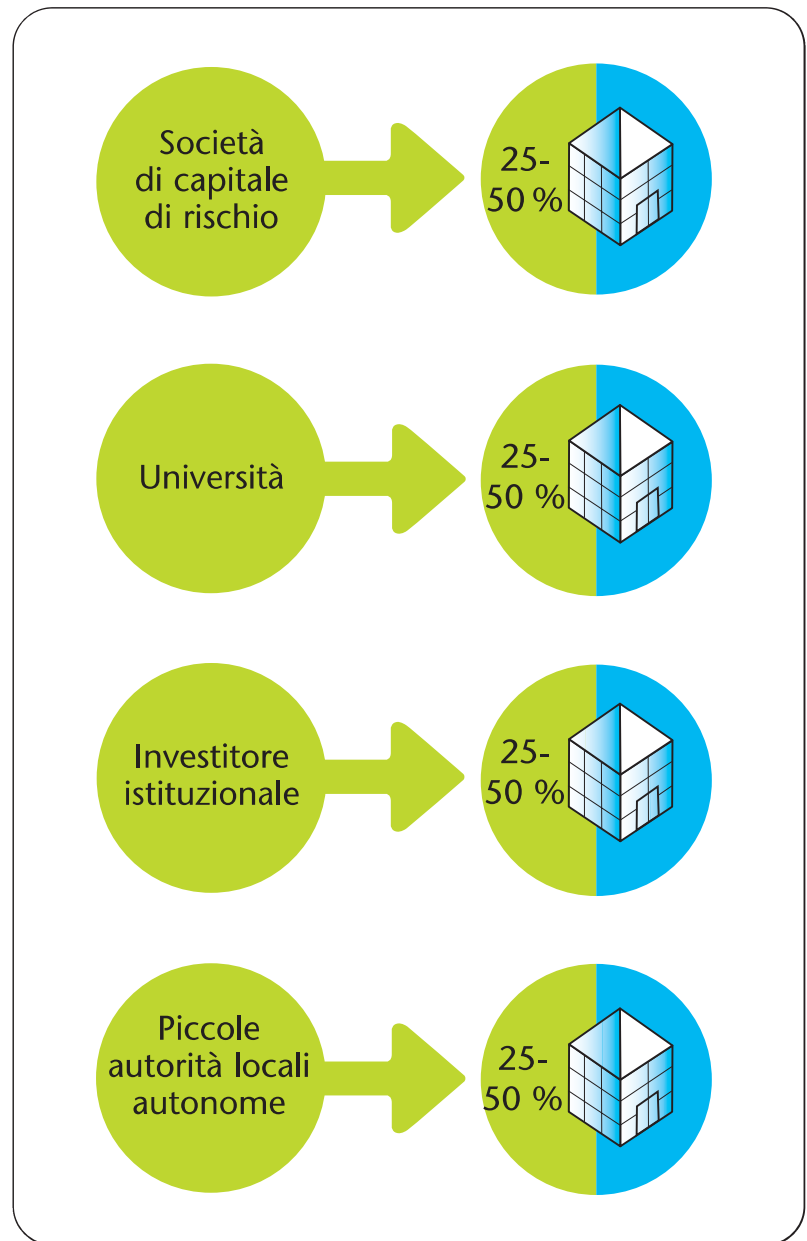 Società
di capitale
di rischio
25-
50 %
Università
25-
50 %
Investitore
istituzionale
25-
50 %
Piccole
autorità locali
autonome
25-
50 %